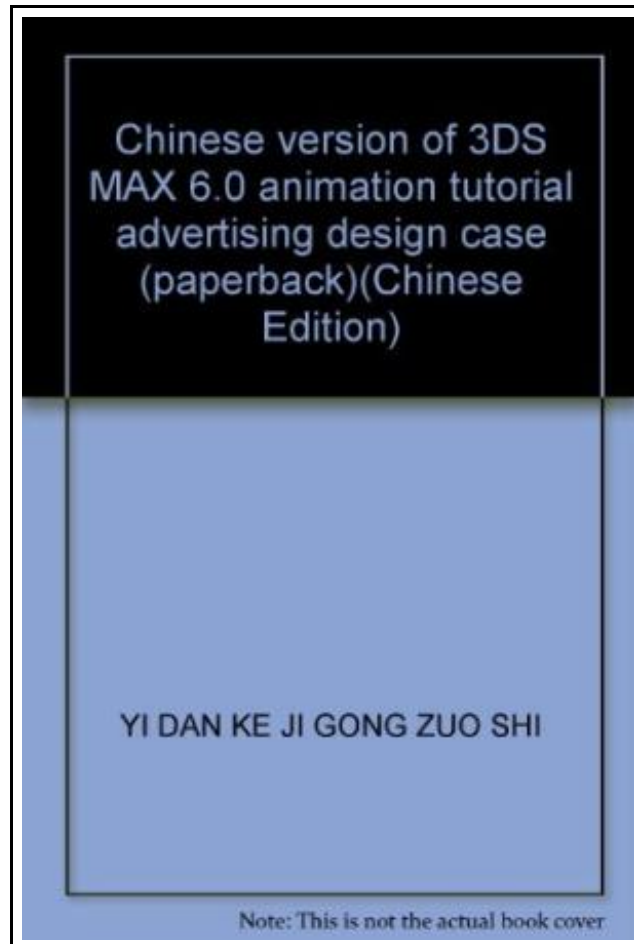 Chinese version of 3DS
MAX 6.0 animation tutorial
advertising design case
(paperback)(Chinese
Edition)
YI DAN KE JI GONG ZUO SHI
Note: This is not the actual book cover